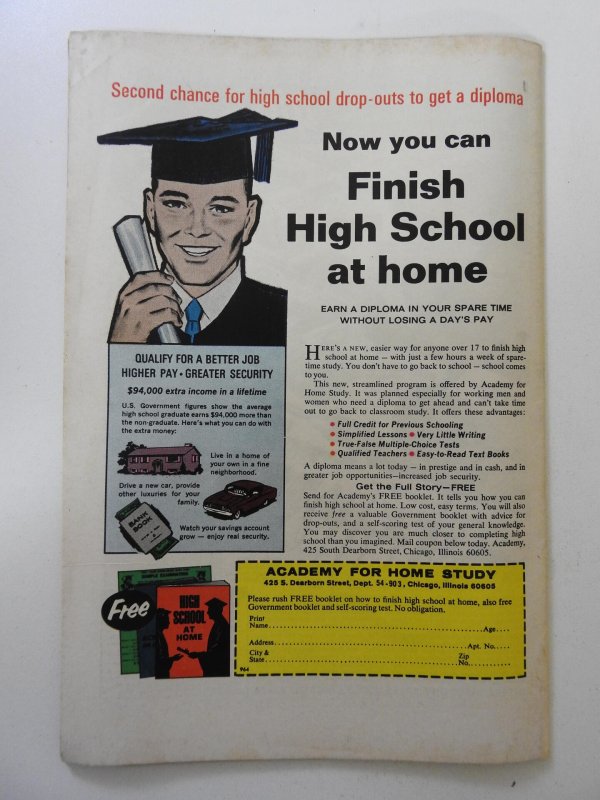 Second chance for high school drop-outs to get a diploma
Now you can
Finish
High School
at home
EARN A DIPLOMA IN YOUR SPARE TIME
WITHOUT LOSING A DAY'S PAY
QUALIFY FOR A BETTER JOB
HIGHER PAY • GREATER SECURITY
$94,000 extra income in a lifetime
U.S. Government figures show the average
high school graduate earns $94,000 more than
the non-graduate. Here's what you can do with
the extra money:
Live in a home of
your own in a fine
neighborhood.
Drive a new car, provide
other luxuries for your
family.
BANK
BOOK
Watch your savings account
grow — enjoy real security.
HERE'S A NEW, easier way for anyone over 17 to finish high
school at home — with just a few hours a week of spare-
time study. You don't have to go back to school — school comes
to you.
This new, streamlined program is offered by Academy for
Home Study. It was planned especially for working men and
women who need a diploma to get ahead and can't take time
out to go back to classroom study. It offers these advantages:
• Full Credit for Previous Schooling
• Simplified Lessons • Very Little Writing
• True-False Multiple-Choice Tests
• Qualified Teachers • Easy-to-Read Text Books
A diploma means a lot today — in prestige and in cash, and in
greater job opportunities—increased job security.
Get the Full Story—FREE
Send for Academy's FREE booklet. It tells you how you can
finish high school at home. Low cost, easy terms. You will also
receive free a valuable Government booklet with advice for
drop-outs, and a self-scoring test of your general knowledge.
You may discover you are much closer to completing high
school than you imagined. Mail coupon below today. Academy,
425 South Dearborn Street, Chicago, Illinois 60605.
Free
HIGH
SCHOOL
AT
HOME
ACADEMY FOR HOME STUDY
425 S. Dearborn Street, Dept. 54-903, Chicago, Illinois 60605
Please rush FREE booklet on how to finish high school at home, also free
Government booklet and self-scoring test. No obligation.
Print
Name Age
Address Apt. No.
City & Zip
State No.
964